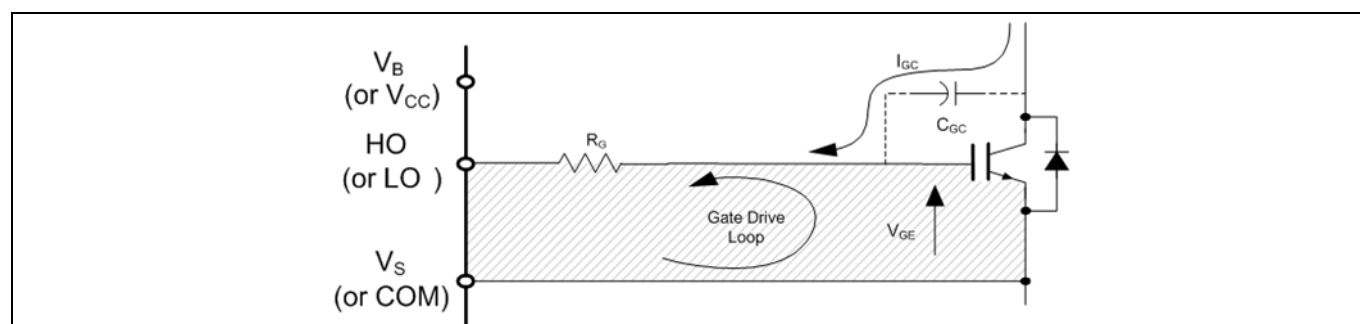 V_B
(or V_CC)
HO
(or LO )
V_S
(or COM)
R_G
I_GC
C_GC
Gate Drive
Loop
V_GE